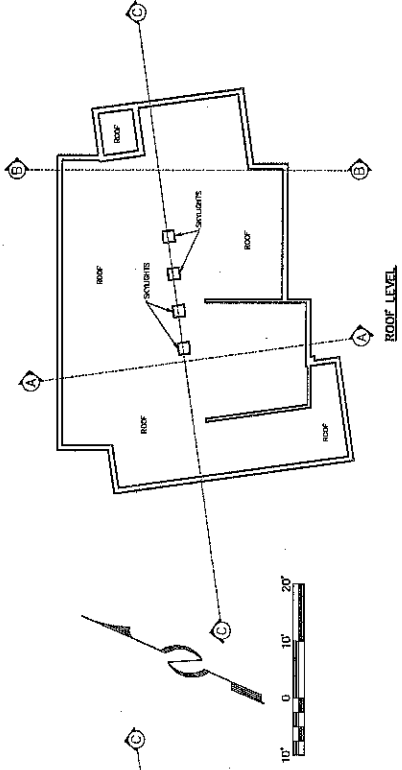 C
B
ROOF
ROOF
SKYLIGHTS
SKYLIGHTS
ROOF
A
ROOF
B
ROOF
A
ROOF LEVEL
C
C
10' 0 10' 20'